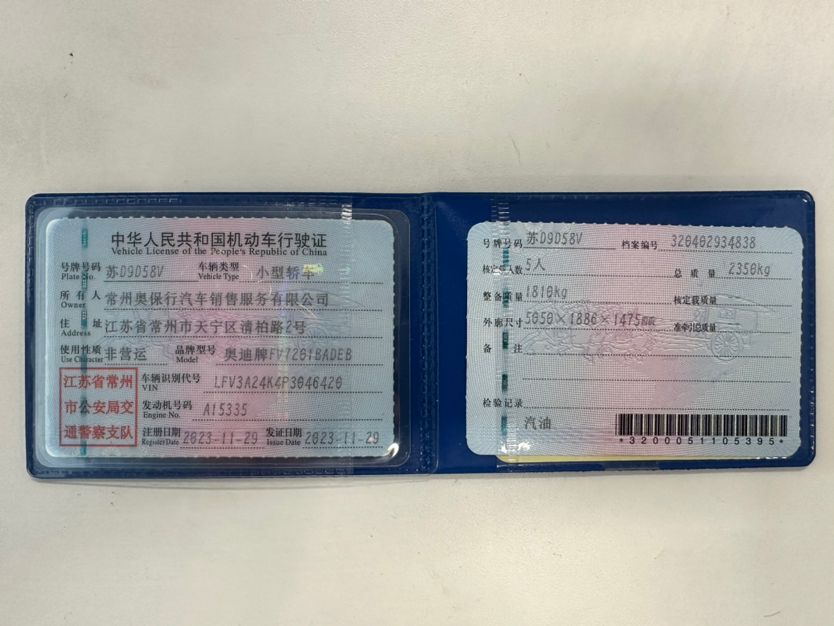 中华人民共和国机动车行驶证
Vehicle License of the People's Republic of China
号牌号码 苏D9D58V 车辆类型 小型轿车
Plate No. Vehicle Type
所有人 常州奥保行汽车销售服务有限公司
Owner
住址 江苏省常州市天宁区清柏路2号
使用性质 非营运 品牌型号 奥迪牌FV7201BADEB
Use Character Model
江苏省常州
市公安局交
通警察支队
车辆识别代号 LFV3A24K4P3046420
VIN
发动机号码 A15335
Engine No.
注册日期 2023-11-29 发证日期 2023-11-29
Register Date Issue Date
号牌号码 苏D9D58V 档案编号 320402934838
核定载人数 5人 总质量 2350kg
整备质量 1810kg 核定载质量
外廓尺寸 5050×1886×1475mm 准牵引总质量
备注
检验记录
汽油
*3200051105395*